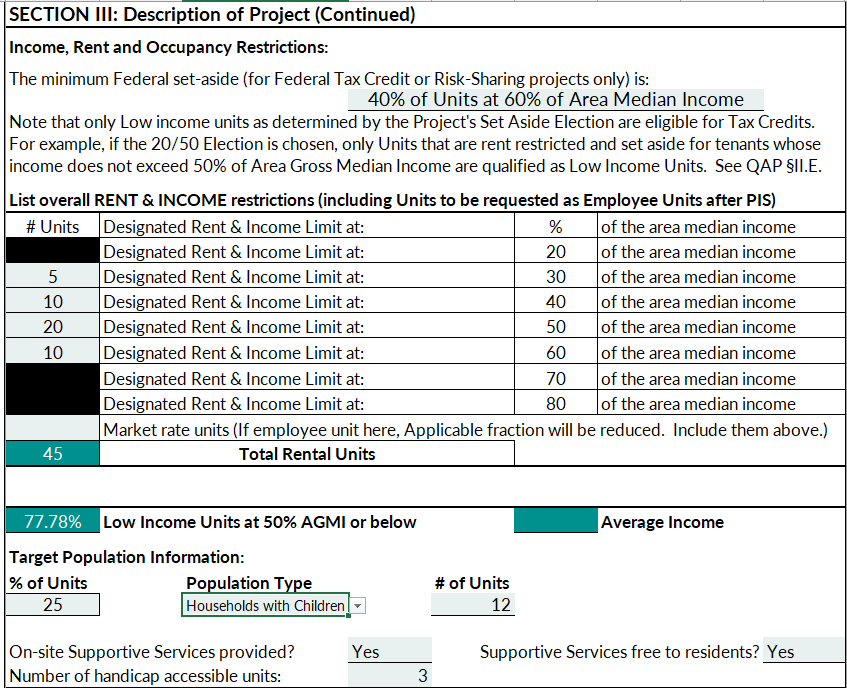 SECTION III: Description of Project (Continued)
Income, Rent and Occupancy Restrictions:
The minimum Federal set-aside (for Federal Tax Credit or Risk-Sharing projects only) is:
40% of Units at 60% of Area Median Income
Note that only Low income units as determined by the Project's Set Aside Election are eligible for Tax Credits.
For example, if the 20/50 Election is chosen, only Units that are rent restricted and set aside for tenants whose
income does not exceed 50% of Area Gross Median Income are qualified as Low Income Units. See QAP §II.E.
List overall RENT & INCOME restrictions (including Units to be requested as Employee Units after PIS)
# Units Designated Rent & Income Limit at: % of the area median income
Designated Rent & Income Limit at: 20 of the area median income
5 Designated Rent & Income Limit at: 30 of the area median income
10 Designated Rent & Income Limit at: 40 of the area median income
20 Designated Rent & Income Limit at: 50 of the area median income
10 Designated Rent & Income Limit at: 60 of the area median income
Designated Rent & Income Limit at: 70 of the area median income
Designated Rent & Income Limit at: 80 of the area median income
Market rate units (If employee unit here, Applicable fraction will be reduced. Include them above.)
45 Total Rental Units
77.78% Low Income Units at 50% AGMI or below Average Income
Target Population Information:
% of Units Population Type # of Units
25 Households with Children 12
On-site Supportive Services provided? Yes Supportive Services free to residents? Yes
Number of handicap accessible units: 3